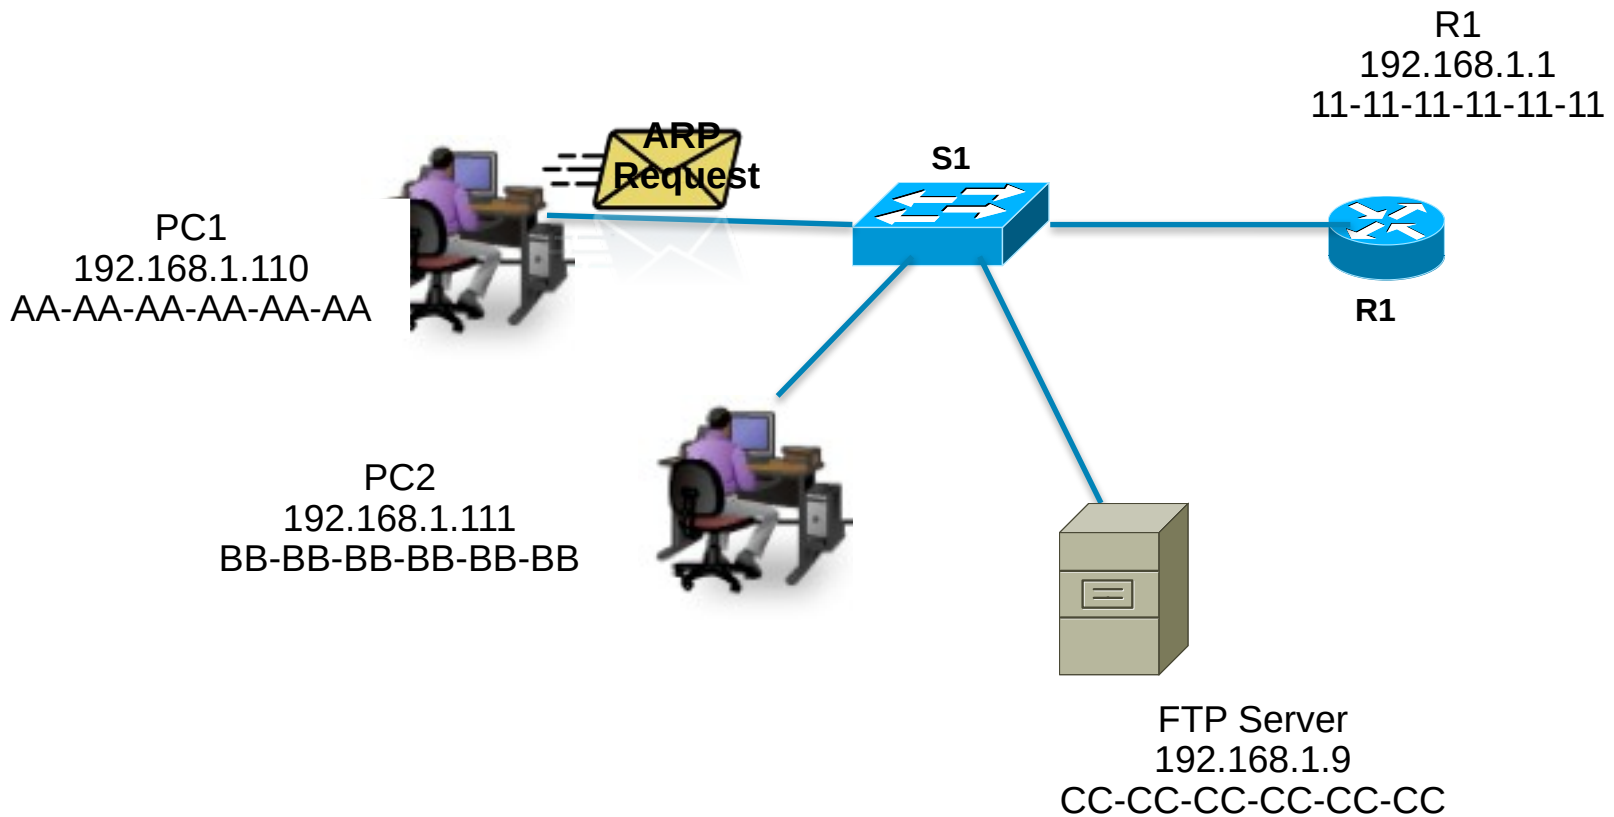 R1
192.168.1.1
11-11-11-11-11-11
ARP
Request
S1
PC1
192.168.1.110
AA-AA-AA-AA-AA-AA
R1
PC2
192.168.1.111
BB-BB-BB-BB-BB-BB
FTP Server
192.168.1.9
CC-CC-CC-CC-CC-CC